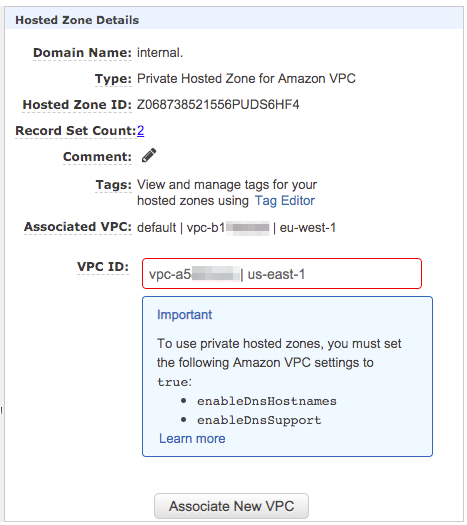 Hosted Zone Details
Domain Name: internal.
Type: Private Hosted Zone for Amazon VPC
Hosted Zone ID: Z068738521556PUDS6HF4
Record Set Count: 2
Comment:
Tags: View and manage tags for your
hosted zones using Tag Editor
Associated VPC: default | vpc-b1 | eu-west-1
VPC ID: vpc-a5 | us-east-1
Important
To use private hosted zones, you must set
the following Amazon VPC settings to
true:
• enableDnsHostnames
• enableDnsSupport
Learn more
Associate New VPC